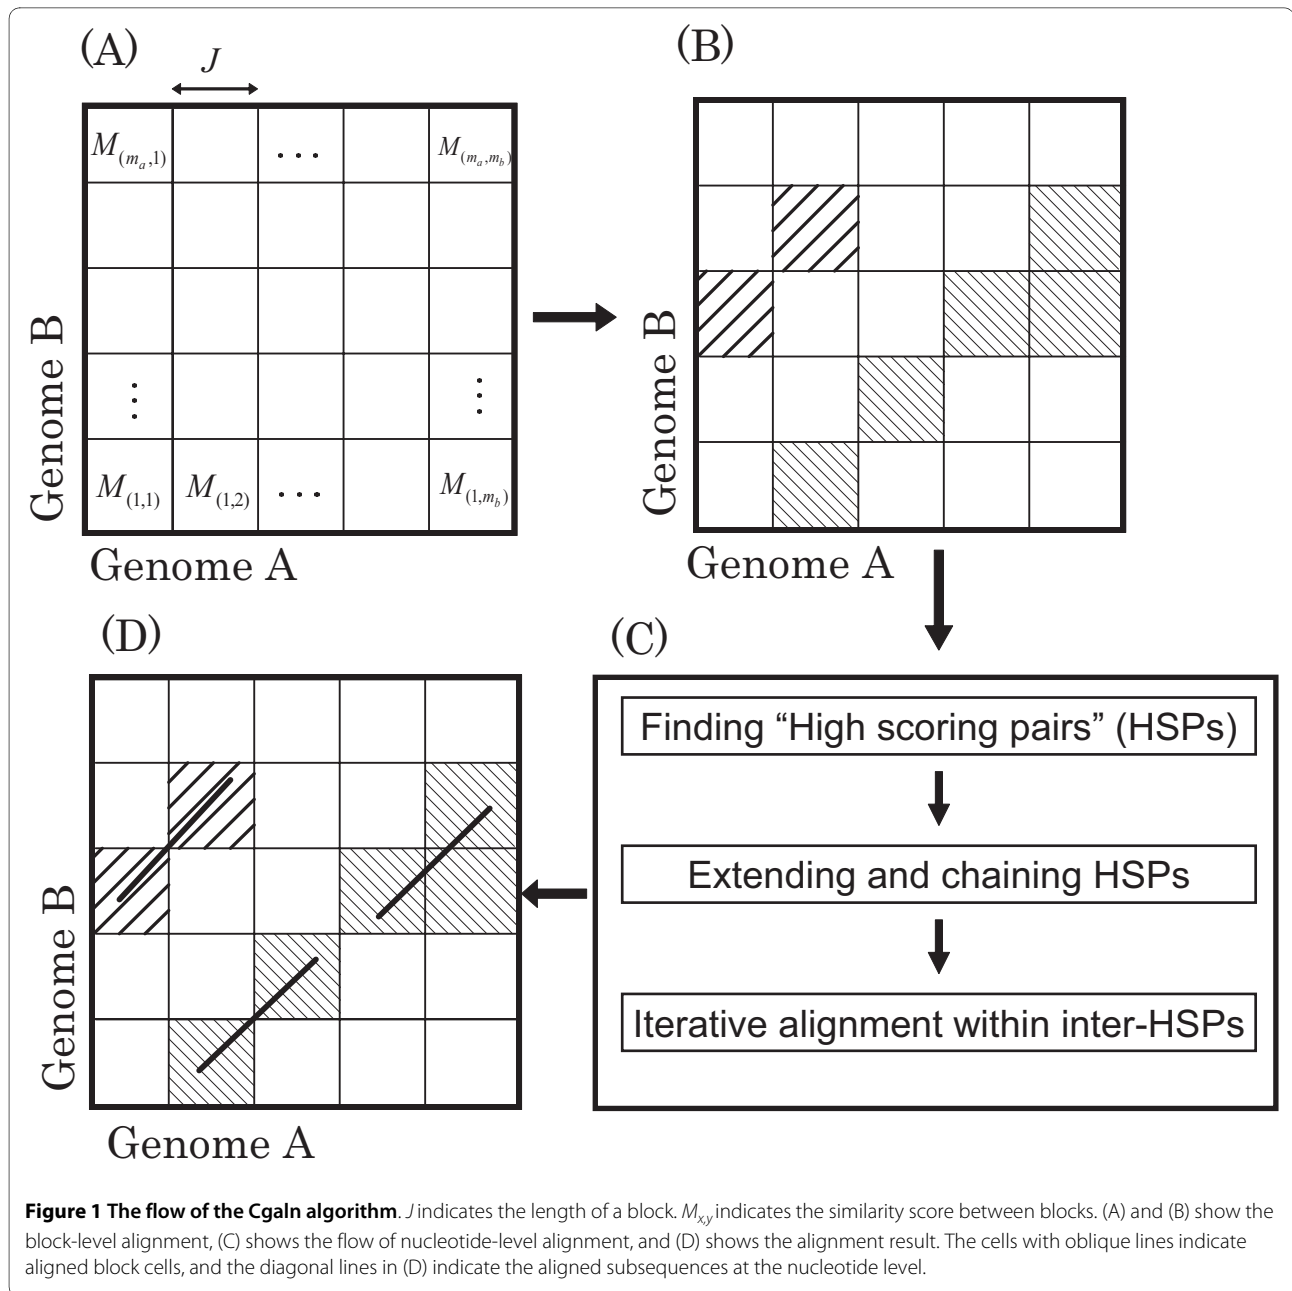 (A)
J
M(ma,1) ... M(ma,mb)
⋮ ⋮
M(1,1) M(1,2) ... M(1,mb)
Genome B
Genome A
(B)
Genome B
Genome A
(C)
Finding “High scoring pairs” (HSPs)
Extending and chaining HSPs
Iterative alignment within inter-HSPs
(D)
Genome B
Genome A
Figure 1 The flow of the Cgaln algorithm. J indicates the length of a block. Mx,y indicates the similarity score between blocks. (A) and (B) show the
block-level alignment, (C) shows the flow of nucleotide-level alignment, and (D) shows the alignment result. The cells with oblique lines indicate
aligned block cells, and the diagonal lines in (D) indicate the aligned subsequences at the nucleotide level.